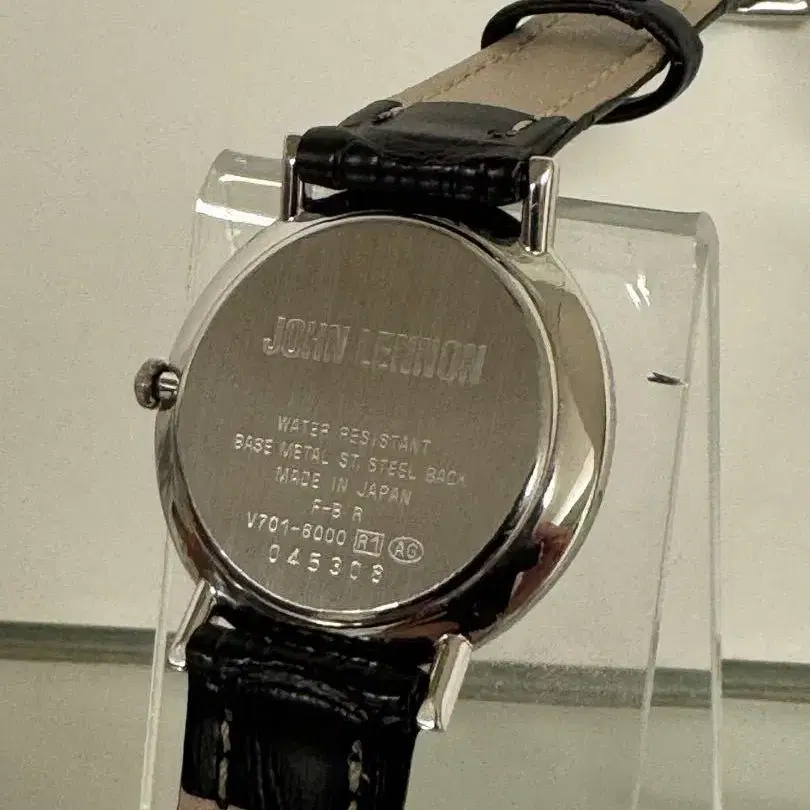 JOHN LENNON
WATER RESISTANT
BASE METAL ST. STEEL BACK
MADE IN JAPAN
F-B R
V701-6000 R1 AG
045308